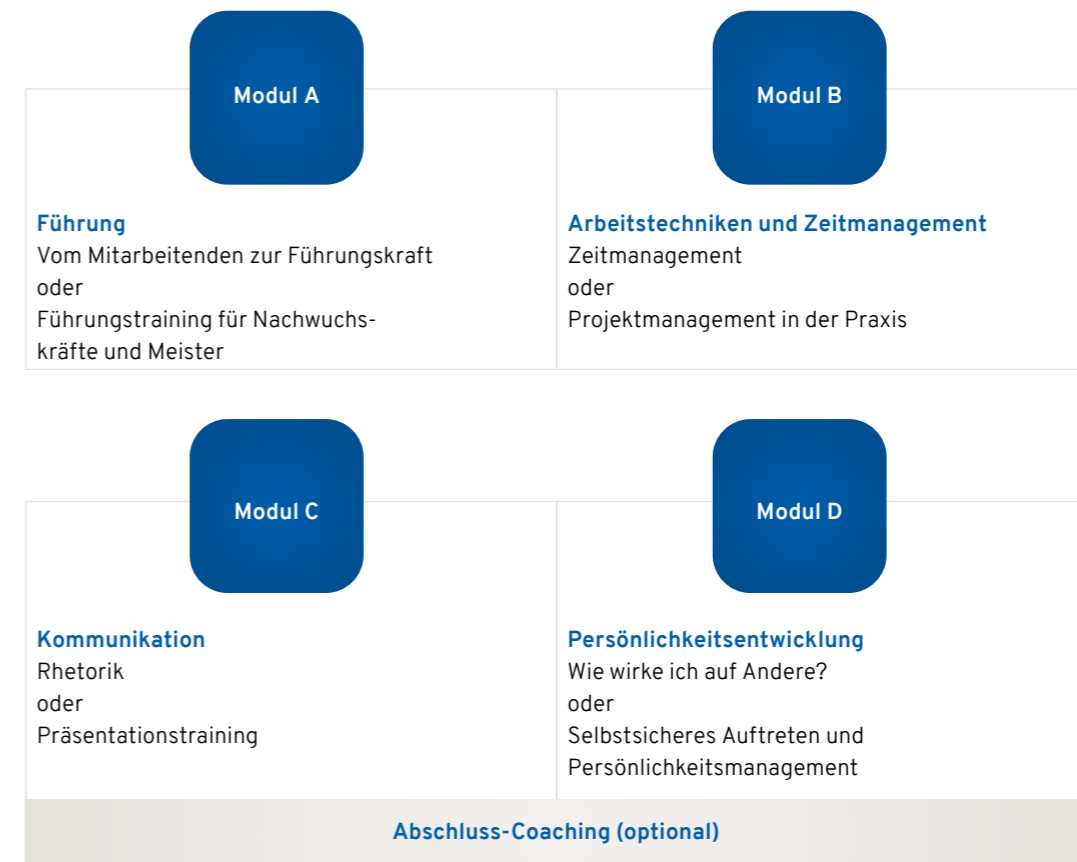 Modul A
Führung
Vom Mitarbeitenden zur Führungskraft
oder
Führungstraining für Nachwuchs-
kräfte und Meister
Modul B
Arbeitstechniken und Zeitmanagement
Zeitmanagement
oder
Projektmanagement in der Praxis
Modul C
Kommunikation
Rhetorik
oder
Präsentationstraining
Modul D
Persönlichkeitsentwicklung
Wie wirke ich auf Andere?
oder
Selbstsicheres Auftreten und
Persönlichkeitsmanagement
Abschluss-Coaching (optional)